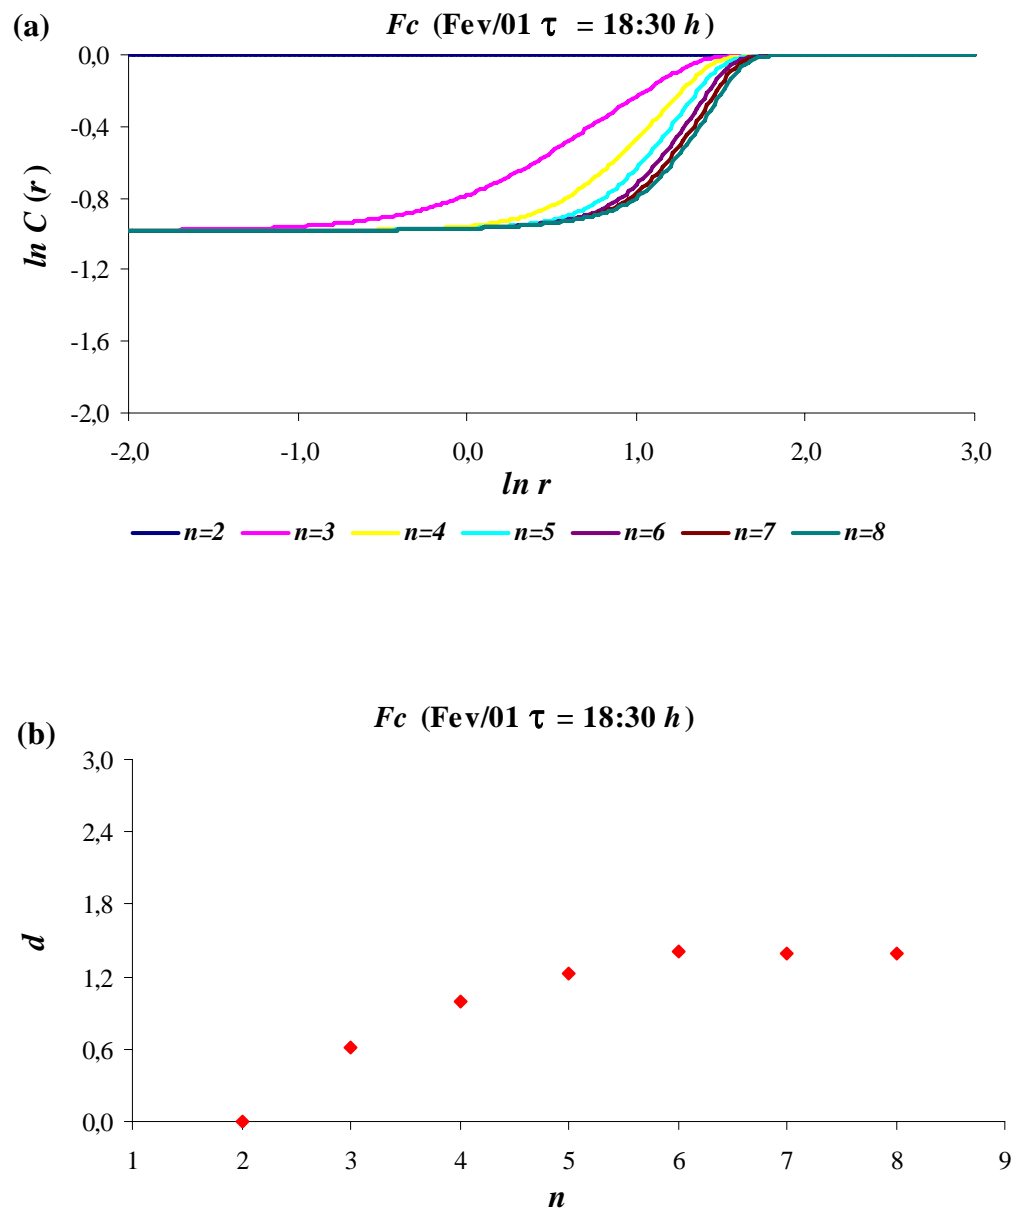 (a)
Fc (Fev/01 τ = 18:30 h)
0,0
-0,4
-0,8
-1,2
-1,6
-2,0
ln C (r)
-2,0 -1,0 0,0 1,0 2,0 3,0
ln r
n=2 n=3 n=4 n=5 n=6 n=7 n=8
(b)
Fc (Fev/01 τ = 18:30 h)
3,0
2,4
1,8
1,2
0,6
0,0
d
1 2 3 4 5 6 7 8 9
n